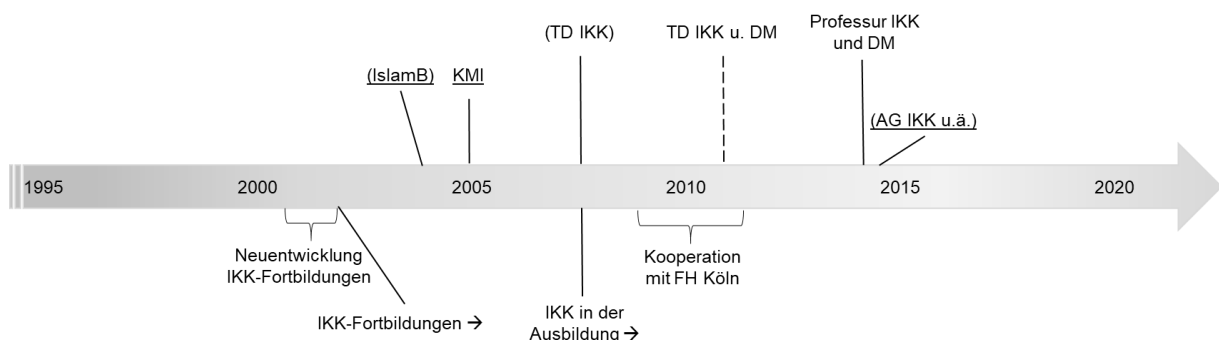 Professur IKK
und DM
(TD IKK)
TD IKK u. DM
(IslamB)
KMI
(AG IKK u.ä.)
1995
2000
2005
2010
2015
2020
Neuentwicklung
IKK-Fortbildungen
Kooperation
mit FH Köln
IKK-Fortbildungen →
IKK in der
Ausbildung →